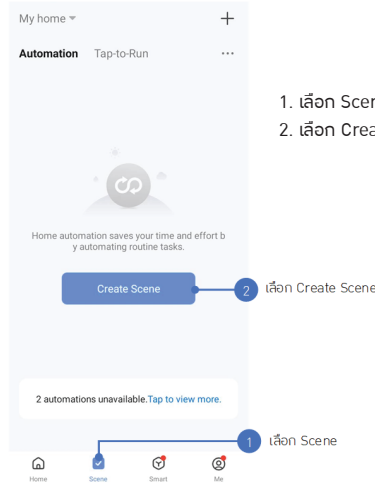 My home
Automation Tap-to-Run
1. เลือก
2. เลือก
Home automation saves your time and effort b
y automating routine tasks.
Create Scene
2 เลือก Create Scene
2 automations unavailable.Tap to view more.
1 เลือก Scene
Home Scene Smart Me